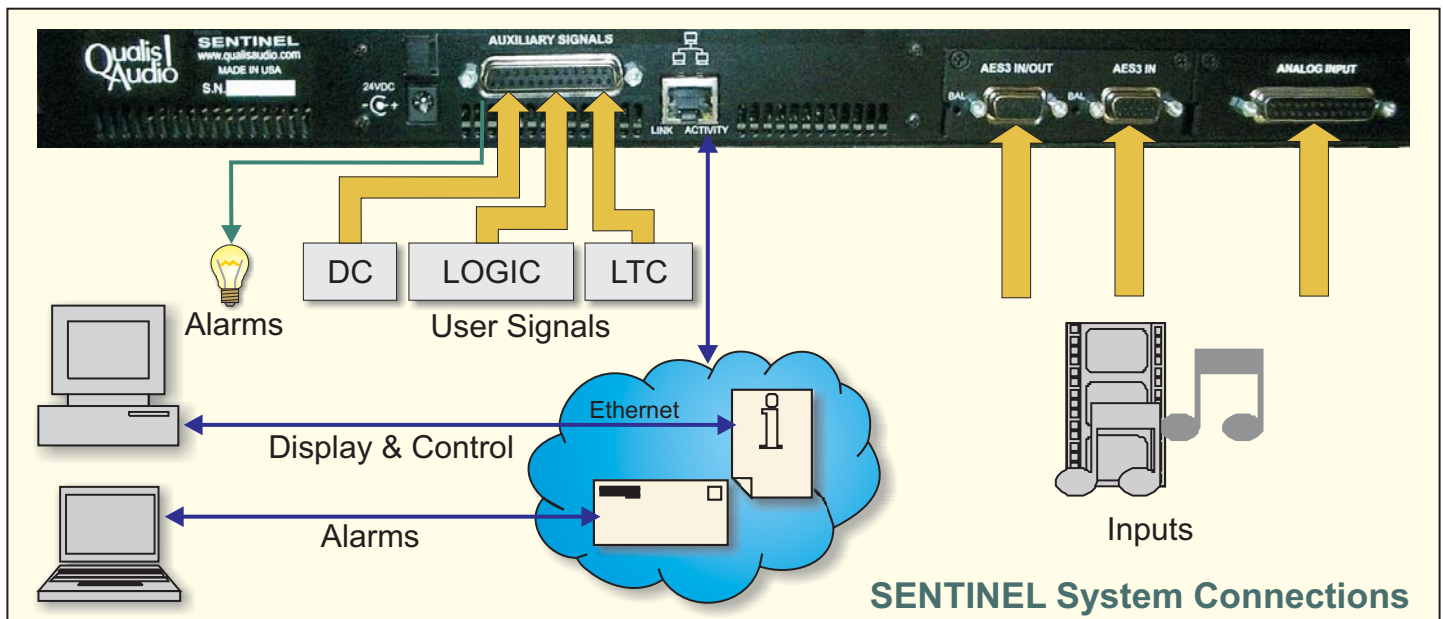 Qualis Audio
SENTINEL
www.qualisaudio.com
MADE IN USA
S.N.
24VDC
- +
AUXILIARY SIGNALS
LINK ACTIVITY
AES3 IN/OUT
BAL
AES3 IN
BAL
ANALOG INPUT
DC
LOGIC
LTC
Alarms
User Signals
Ethernet
i
Display & Control
Alarms
Inputs
SENTINEL System Connections